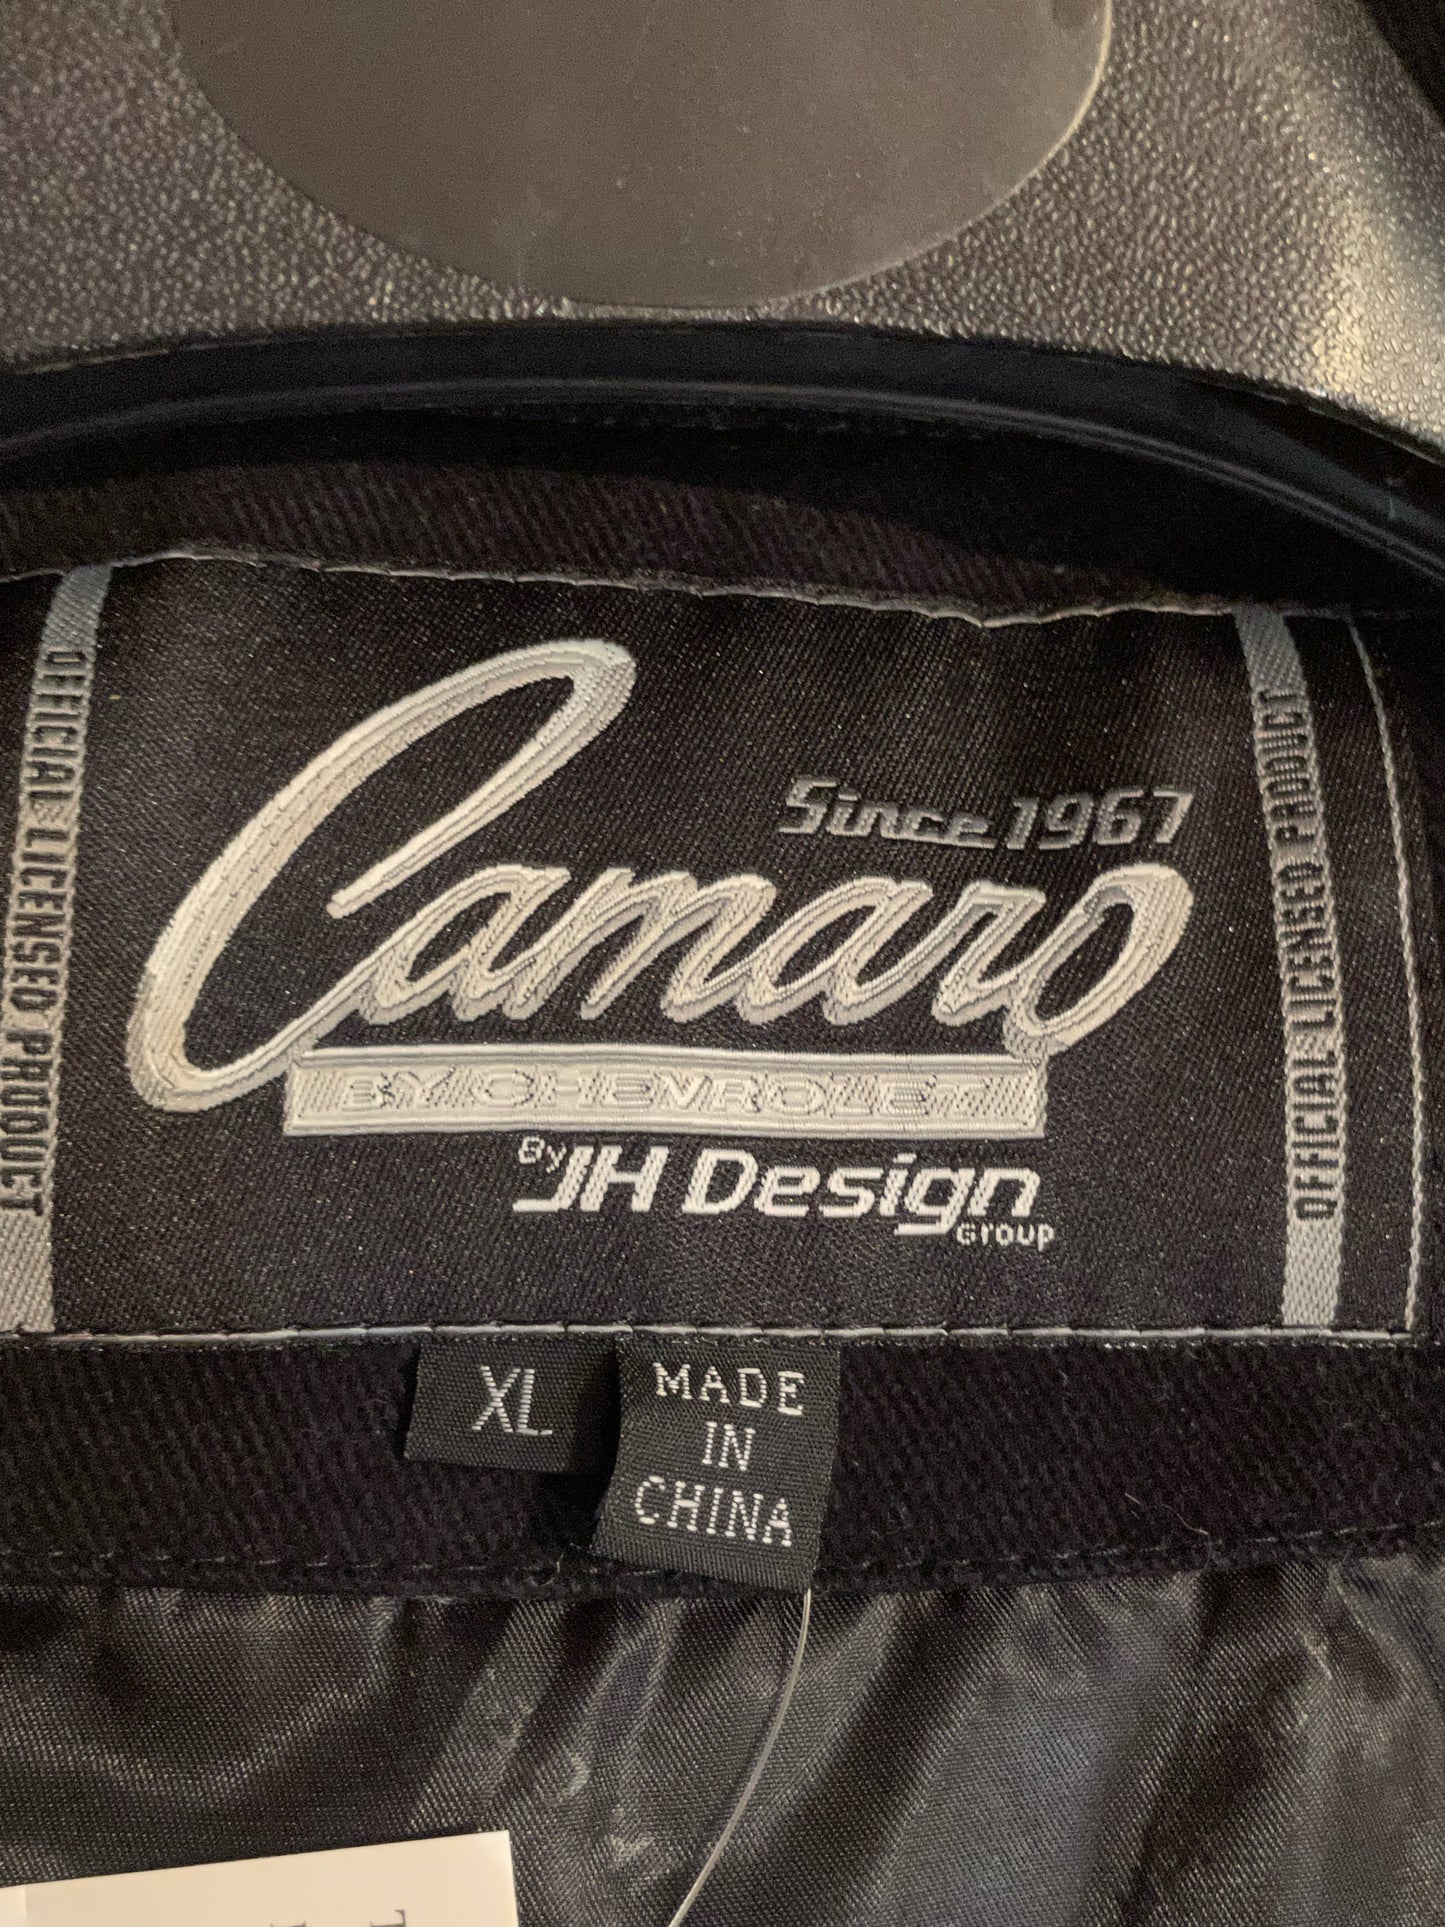 OFFICIAL LICENSED PRODUCT
Since 1967
Camaro
BY CHEVROLET
By JH Design
Group
OFFICIAL LICENSED PRODUCT
XL
MADE
IN
CHINA